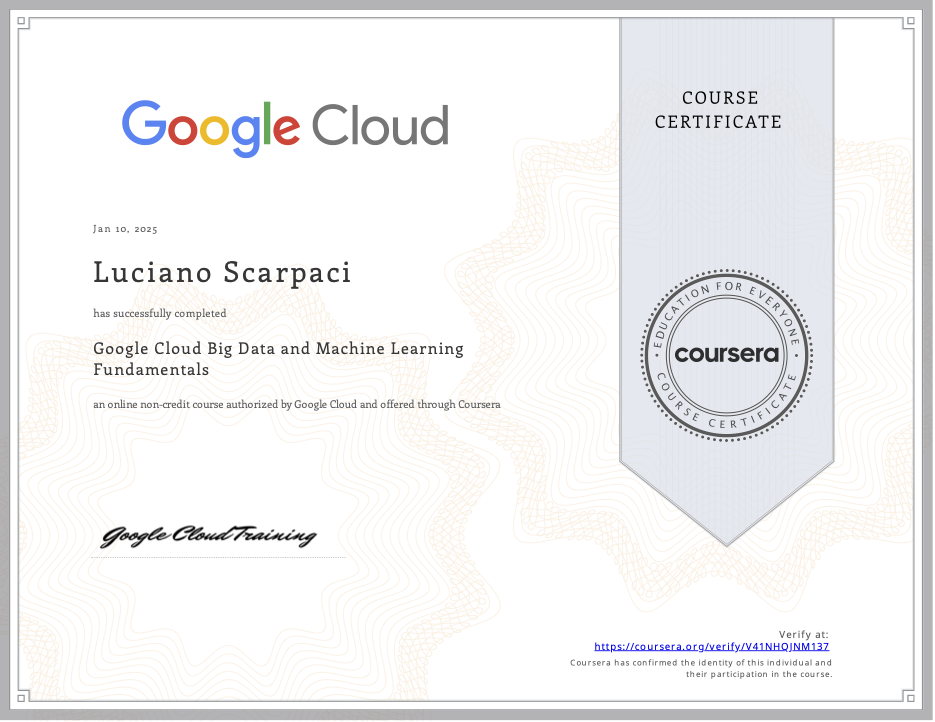 Google Cloud
COURSE
CERTIFICATE
Jan 10, 2025
Luciano Scarpaci
has successfully completed
Google Cloud Big Data and Machine Learning
Fundamentals
an online non-credit course authorized by Google Cloud and offered through Coursera
EDUCATION FOR EVERYONE
coursera
COURSE CERTIFICATE
Google Cloud Training
Verify at:
https://coursera.org/verify/V41NHQJNM137
Coursera has confirmed the identity of this individual and
their participation in the course.